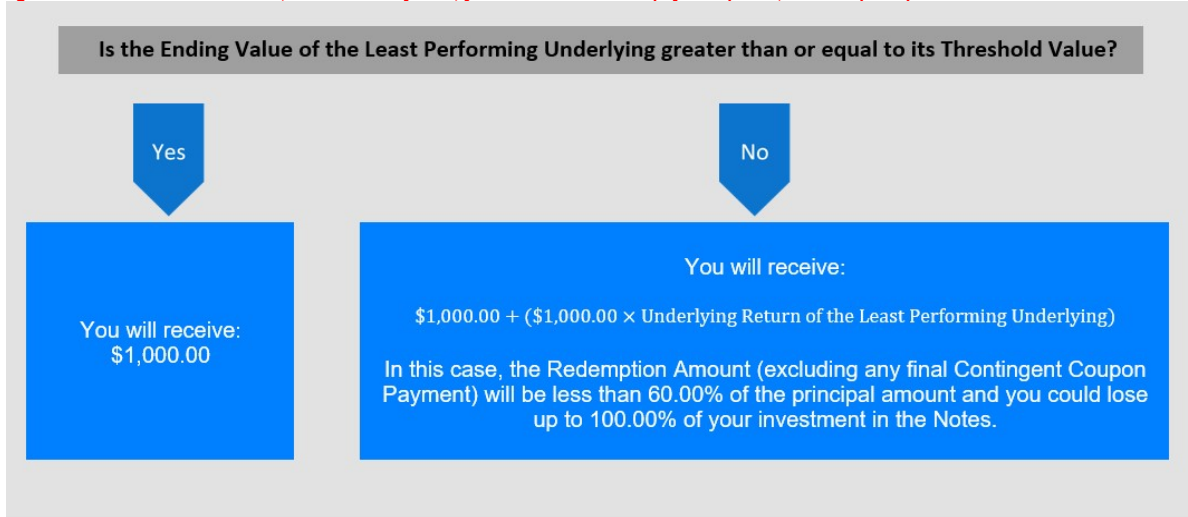 Is the Ending Value of the Least Performing Underlying greater than or equal to its Threshold Value?
Yes
No
You will receive:
$1,000.00
You will receive:
$1,000.00 + ($1,000.00 × Underlying Return of the Least Performing Underlying)
In this case, the Redemption Amount (excluding any final Contingent Coupon
Payment) will be less than 60.00% of the principal amount and you could lose
up to 100.00% of your investment in the Notes.